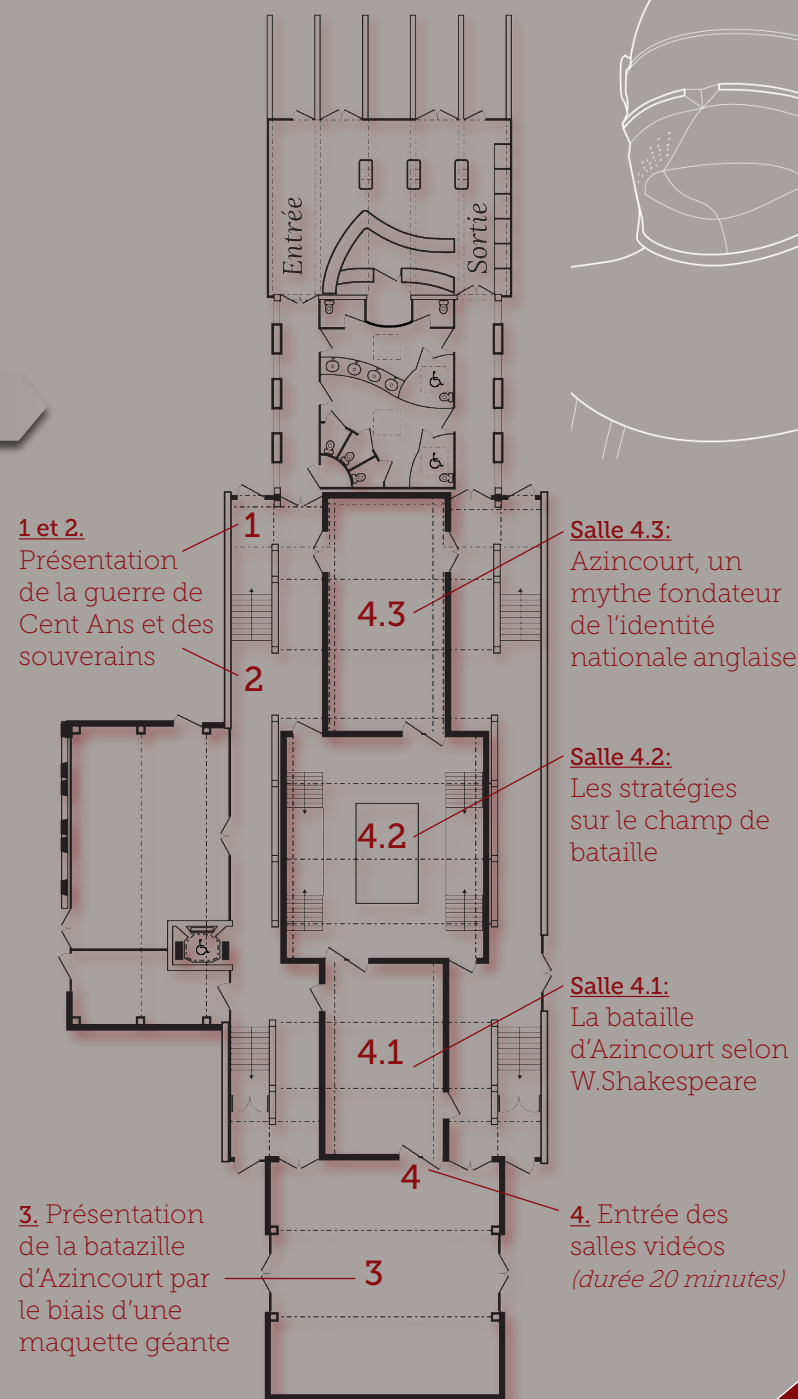 Entrée
Sortie
1 et 2.
Présentation
de la guerre de
Cent Ans et des
souverains
1
2
4.3
Salle 4.3:
Azincourt, un
mythe fondateur
de l'identité
nationale anglaise
4.2
Salle 4.2:
Les stratégies
sur le champ de
bataille
4.1
Salle 4.1:
La bataille
d'Azincourt selon
W.Shakespeare
4
3. Présentation
de la batazille
d'Azincourt par
le biais d'une
maquette géante
3
4. Entrée des
salles vidéos
(durée 20 minutes)